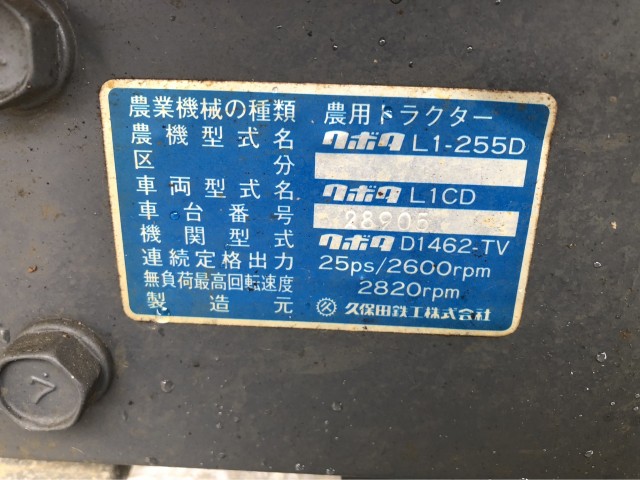 農業機械の種類 農用トラクター
農機型式名 クボタ L1-255D
区分
車両型式名 クボタ L1CD
車台番号 28905
機関型式 クボタ D1462-TV
連続定格出力 25ps/2600rpm
無負荷最高回転速度 2820rpm
製造元 久保田鉄工株式会社
7